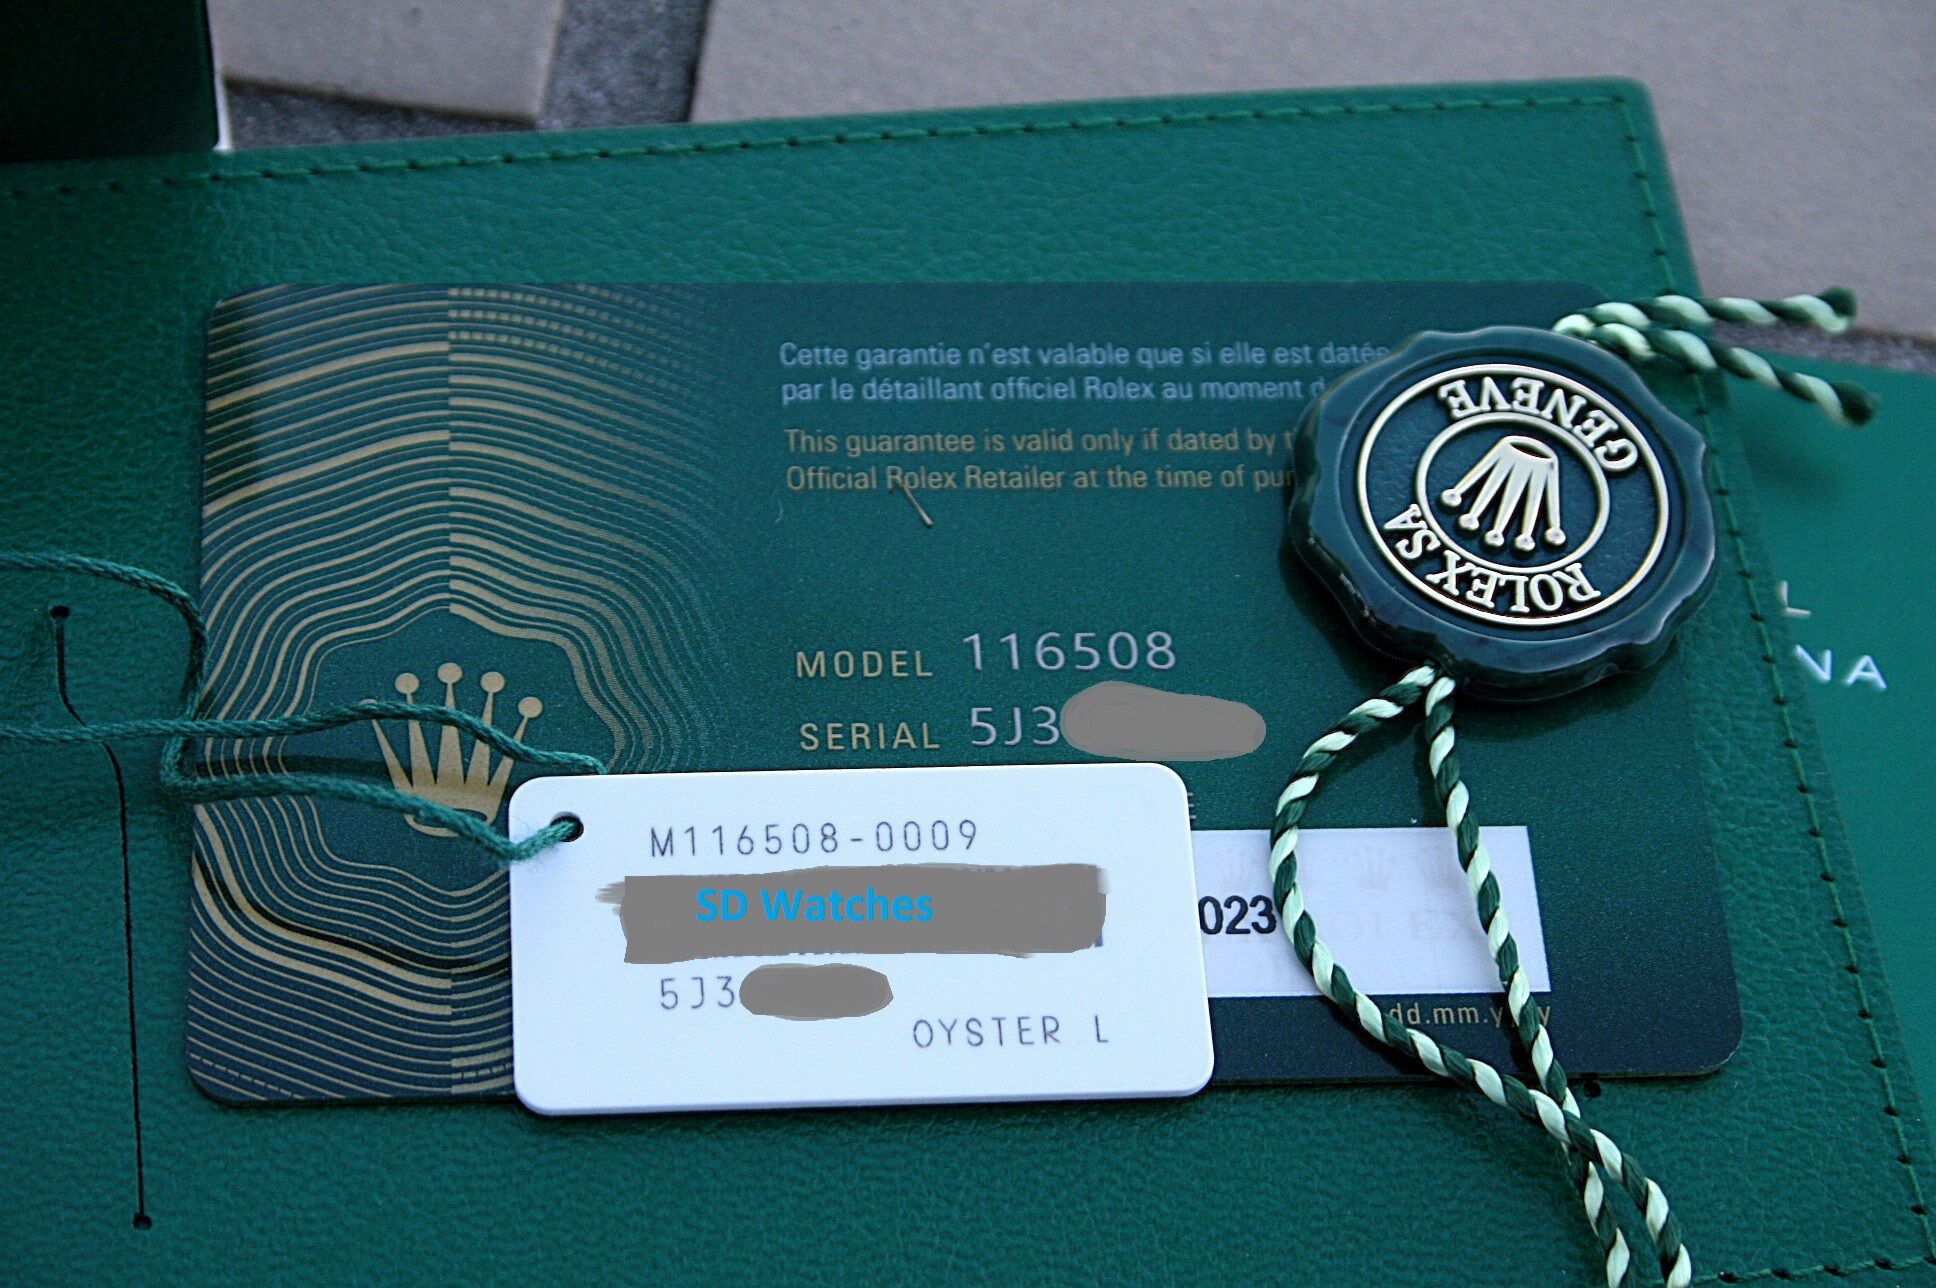 Cette garantie n'est valable que si elle est datée
par le détaillant officiel Rolex au moment d
This guarantee is valid only if dated by t
Official Rolex Retailer at the time of pur
GENEVE
ROLEX SA
MODEL 116508
SERIAL 5J3
L
NA
M116508-0009
SD Watches
5J3
OYSTER L
023
dd.mm.y